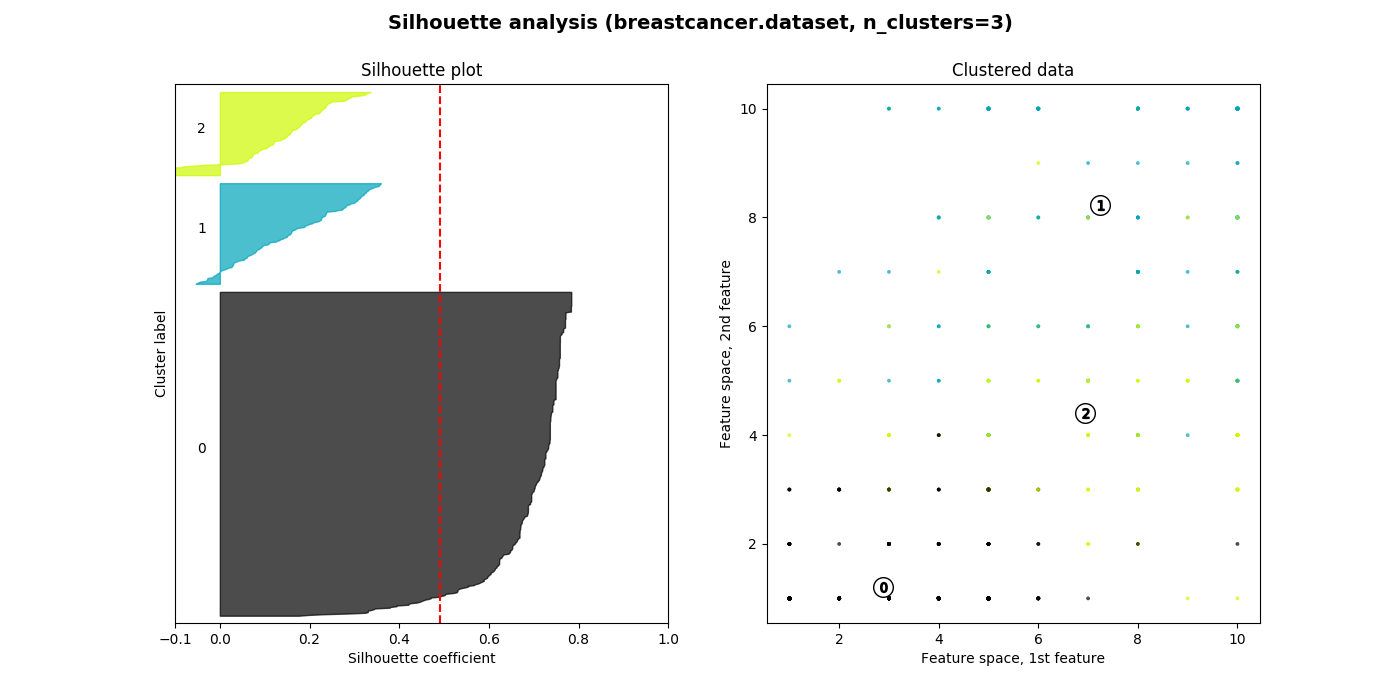 Silhouette analysis (breastcancer.dataset, n_clusters=3)
Silhouette plot
Cluster label
2
1
0
−0.1 0.0 0.2 0.4 0.6 0.8 1.0
Silhouette coefficient
Clustered data
Feature space, 2nd feature
10
8
6
4
2
1
2
0
2 4 6 8 10
Feature space, 1st feature